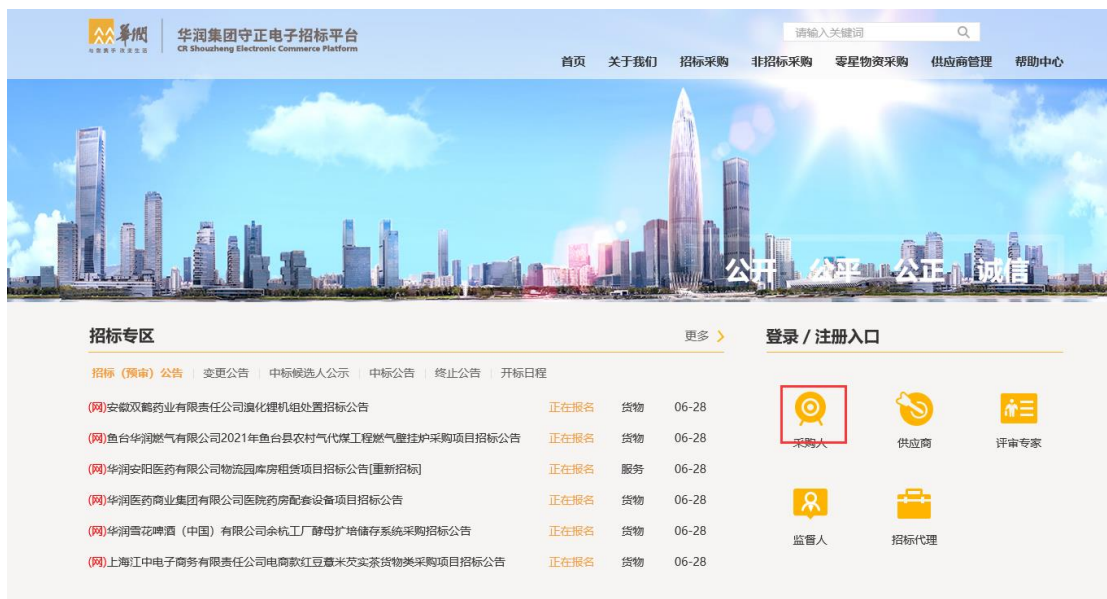 华润
与您携手 改变生活
华润集团守正电子招标平台
CR Shouzheng Electronic Commerce Platform
请输入关键词
首页 关于我们 招标采购 非招标采购 零星物资采购 供应商管理 帮助中心
公开 公平 公正 诚信
招标专区 更多
登录 / 注册入口
招标（预审）公告 变更公告 中标候选人公示 中标公告 终止公告 开标日程
(网)安徽双鹤药业有限责任公司溴化锂机组处置招标公告 正在报名 货物 06-28
(网)鱼台华润燃气有限公司2021年鱼台县农村气代煤工程燃气壁挂炉采购项目招标公告 正在报名 货物 06-28
(网)华润安阳医药有限公司物流园库房租赁项目招标公告[重新招标] 正在报名 服务 06-28
(网)华润医药商业集团有限公司医院药房配套设备项目招标公告 正在报名 货物 06-28
(网)华润雪花啤酒（中国）有限公司余杭工厂酵母扩培储存系统采购招标公告 正在报名 货物 06-28
(网)上海江中电子商务有限责任公司电商款红豆薏米芡实茶货物类采购项目招标公告 正在报名 货物 06-28
采购人 供应商 评审专家
监督人 招标代理